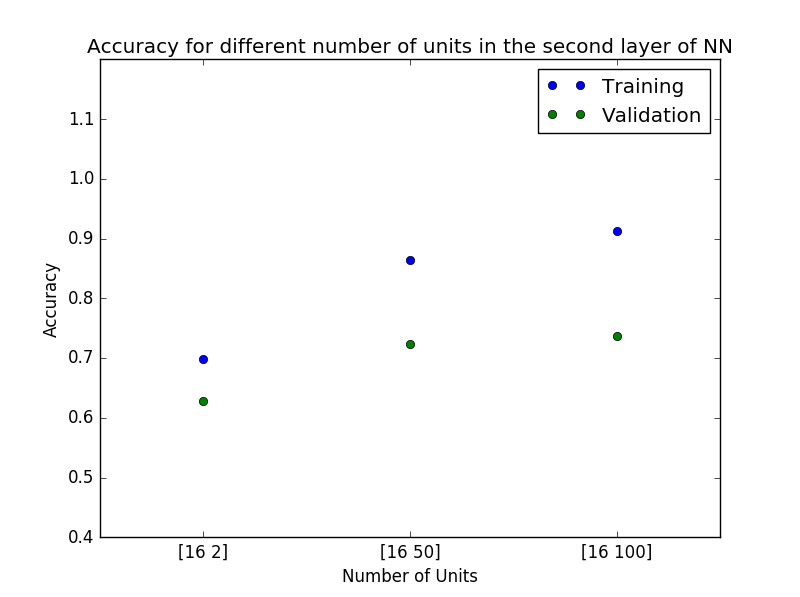 Accuracy for different number of units in the second layer of NN
Training
Validation
1.1
1.0
0.9
0.8
0.7
0.6
0.5
0.4
Accuracy
[16 2]
[16 50]
[16 100]
Number of Units